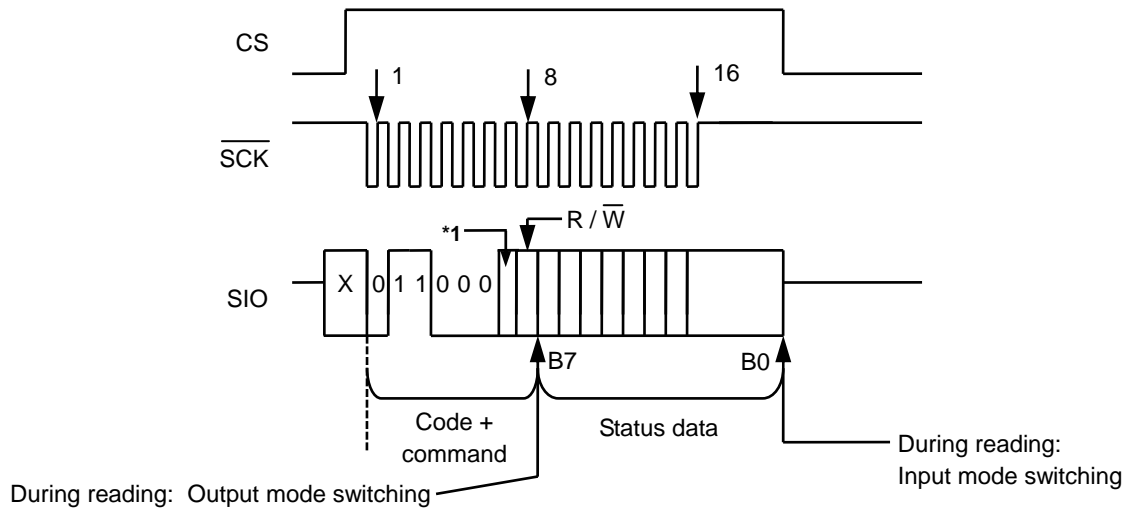 CS
1 8 16
SCK
*1 R / W
SIO X 0 1 1 0 0 0
B7 B0
Code +
command
Status data
During reading:
Input mode switching
During reading: Output mode switching